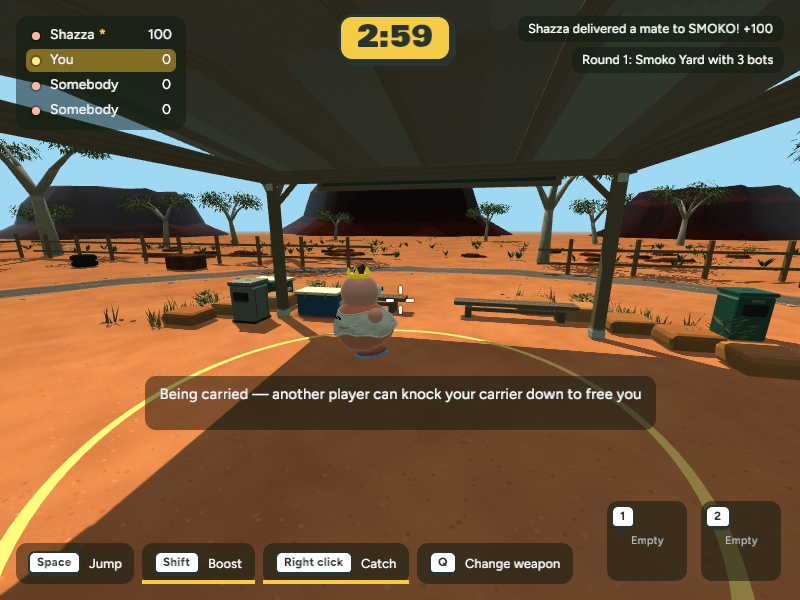 Shazza * 100
You 0
Somebody 0
Somebody 0
2:59
Shazza delivered a mate to SMOKO! +100
Round 1: Smoko Yard with 3 bots
Being carried — another player can knock your carrier down to free you
Space Jump
Shift Boost
Right click Catch
Q Change weapon
1
Empty
2
Empty